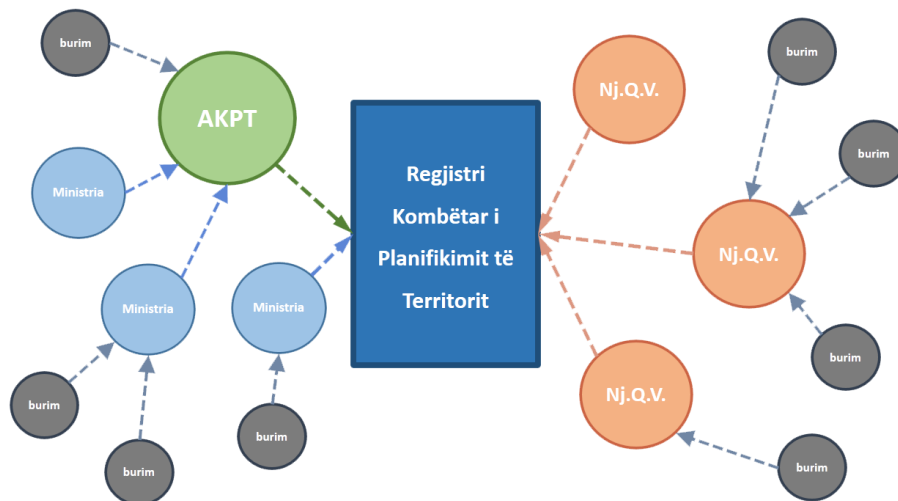 burim
AKPT
Ministria
Ministria
Ministria
burim
burim
burim
Regjistri
Kombëtar i
Planifikimit të
Territorit
Nj.Q.V.
burim
burim
Nj.Q.V.
burim
Nj.Q.V.
burim